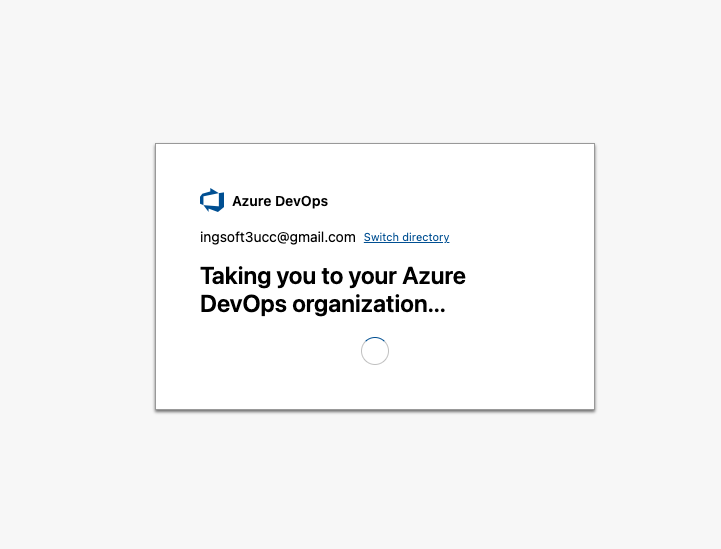 Azure DevOps
ingsoft3ucc@gmail.com Switch directory
Taking you to your Azure
DevOps organization...